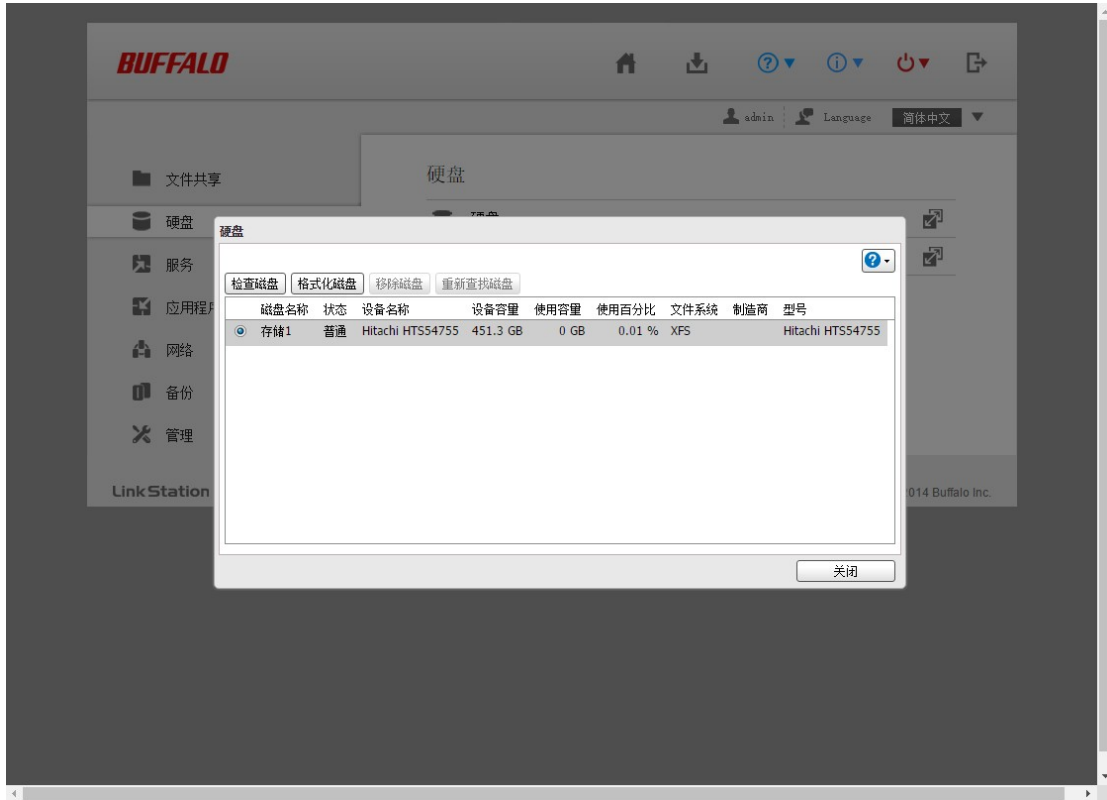 BUFFALO
admin Language 简体中文
文件共享
硬盘
服务
网络
备份
管理
硬盘
硬盘
硬盘
检查磁盘 格式化磁盘 移除磁盘 重新查找磁盘
磁盘名称 状态 设备名称 设备容量 使用容量 使用百分比 文件系统 制造商 型号
存储1 普通 Hitachi HTS54755 451.3 GB 0 GB 0.01 % XFS Hitachi HTS54755
关闭
LinkStation
014 Buffalo Inc.